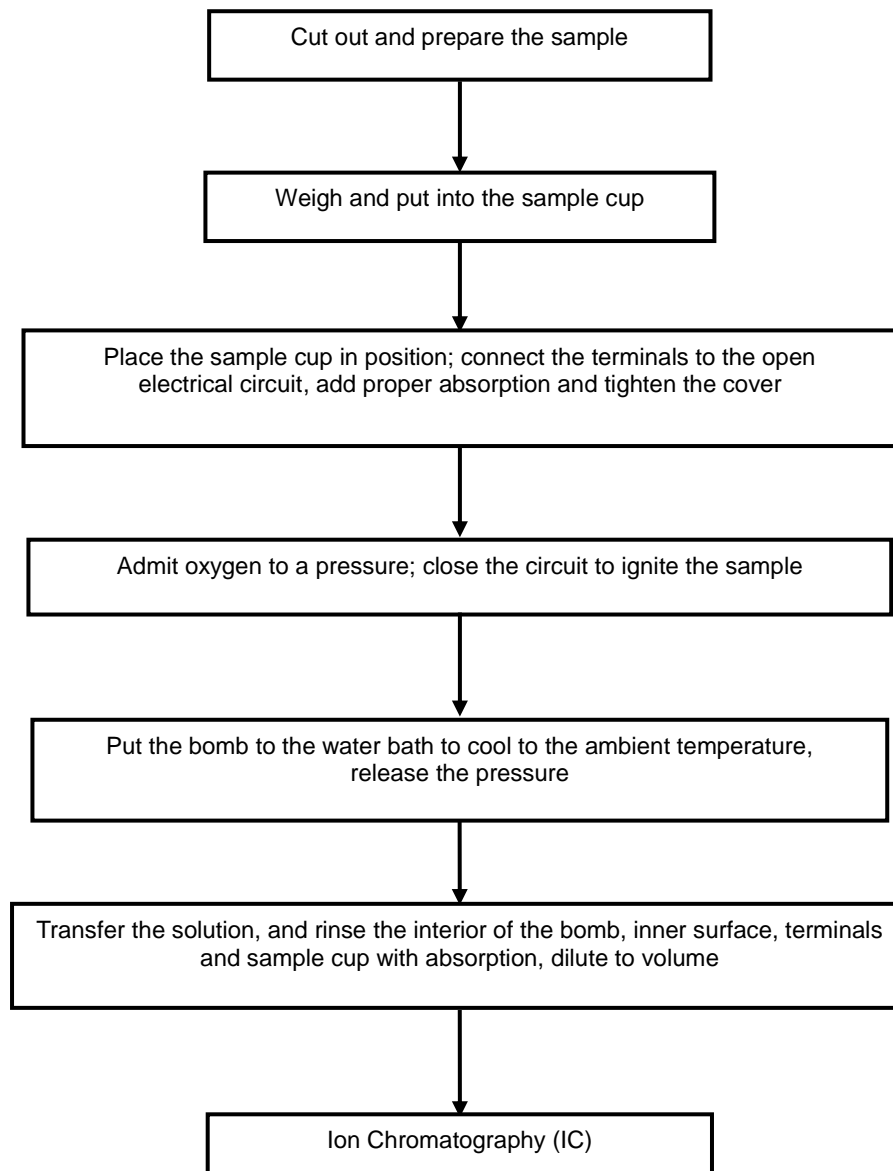 Cut out and prepare the sample
Weigh and put into the sample cup
Place the sample cup in position; connect the terminals to the open
electrical circuit, add proper absorption and tighten the cover
Admit oxygen to a pressure; close the circuit to ignite the sample
Put the bomb to the water bath to cool to the ambient temperature,
release the pressure
Transfer the solution, and rinse the interior of the bomb, inner surface, terminals
and sample cup with absorption, dilute to volume
Ion Chromatography (IC)